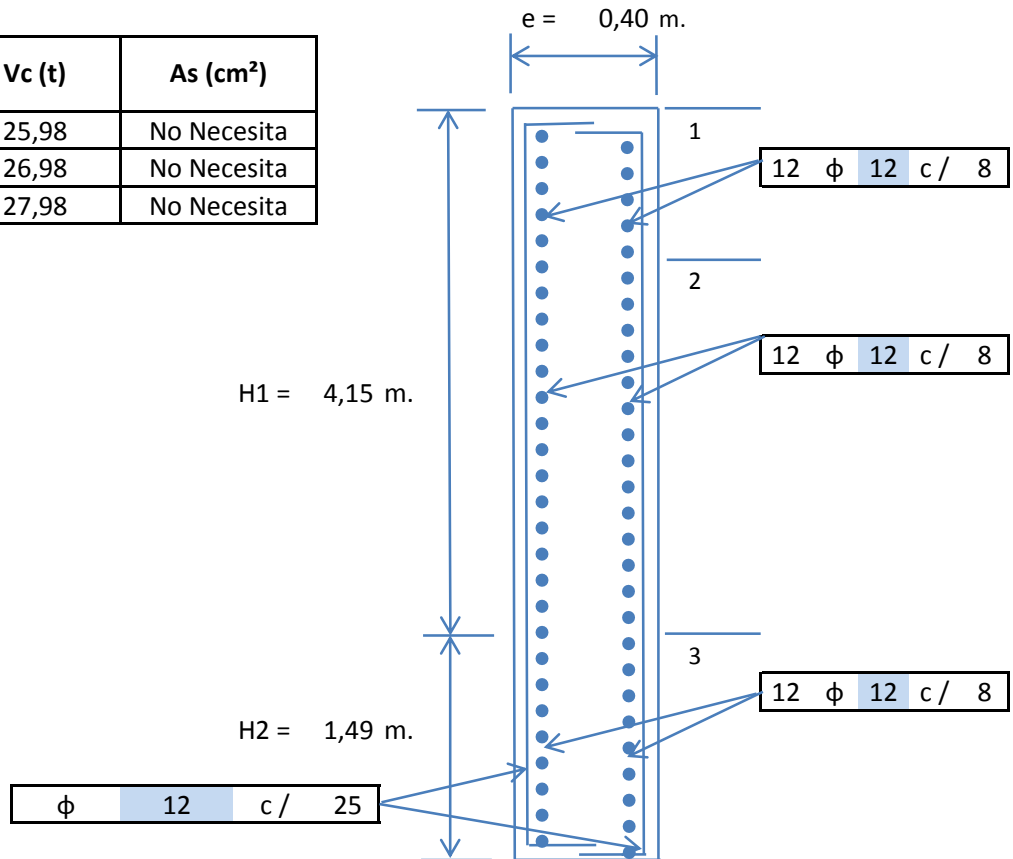 e = 0,40 m.
Vc (t) As (cm²)
25,98 No Necesita
26,98 No Necesita
27,98 No Necesita
1
12 ϕ 12 c / 8
2
12 ϕ 12 c / 8
H1 = 4,15 m.
3
12 ϕ 12 c / 8
H2 = 1,49 m.
ϕ 12 c / 25